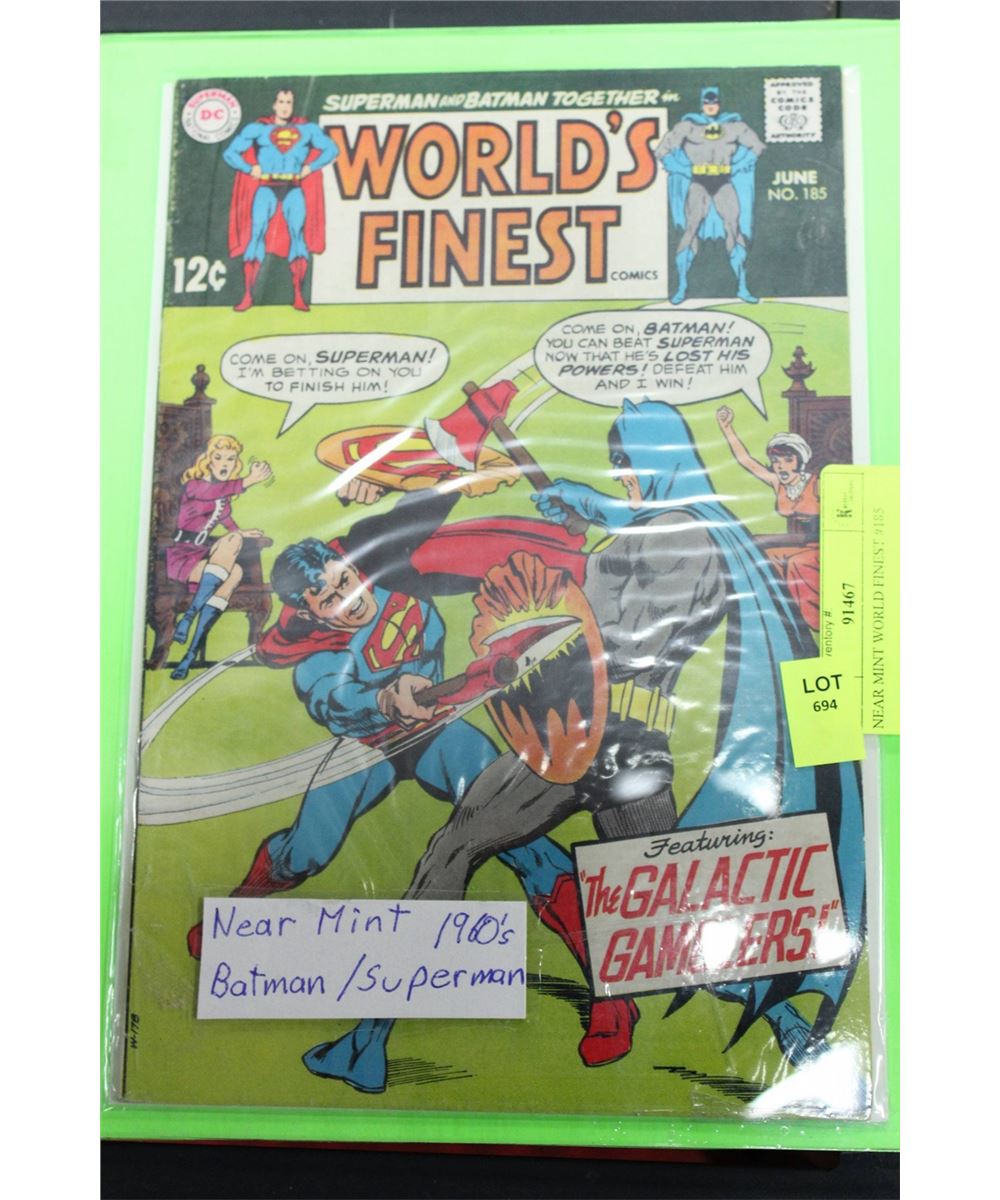 SUPERMAN AND BATMAN TOGETHER in
SUPERMAN
DC
APPROVED
BY THE
COMICS
CODE
AUTHORITY
WORLD'S
FINEST
COMICS
JUNE
NO. 185
12¢
COME ON, SUPERMAN!
I'M BETTING ON YOU
TO FINISH HIM!
COME ON, BATMAN!
YOU CAN BEAT SUPERMAN
NOW THAT HE'S LOST HIS
POWERS! DEFEAT HIM
AND I WIN!
ventory #
91467
NEAR MINT WORLD FINEST #185
LOT
694
Featuring:
"The GALACTIC
GAMBLERS!"
Near Mint 1960's
Batman / Superman
W-178